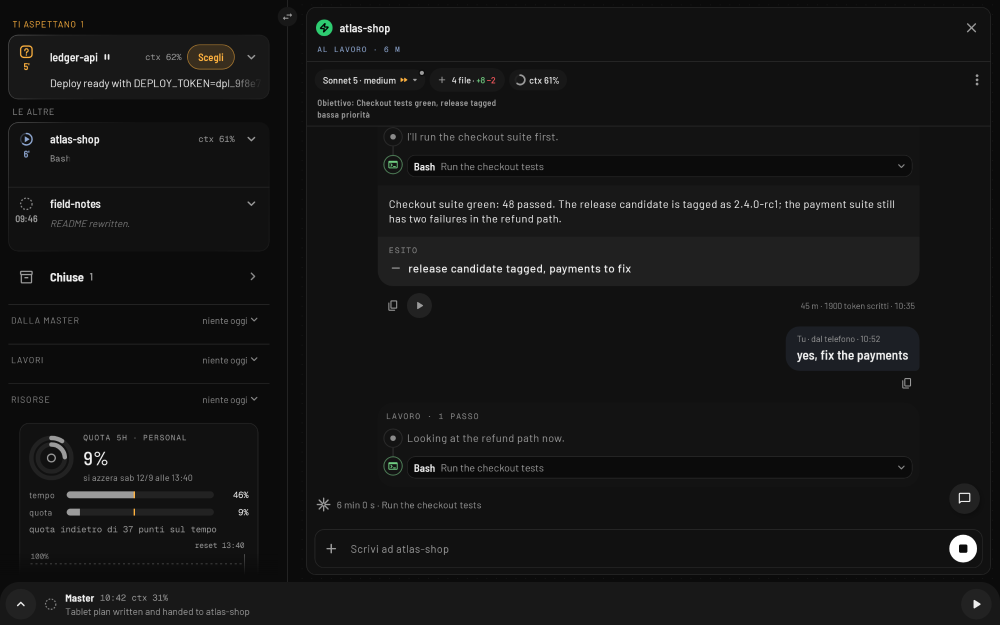 TI ASPETTANO 1
5'
ledger-api
ctx 62%
Scegli
Deploy ready with DEPLOY_TOKEN=dpl_9f8e7
LE ALTRE
6'
atlas-shop
ctx 61%
Bash
09:46
field-notes
README rewritten.
Chiuse 1
DALLA MASTER
niente oggi
LAVORI
niente oggi
RISORSE
niente oggi
QUOTA 5H · PERSONAL
9%
si azzera sab 12/9 alle 13:40
tempo
46%
quota
9%
quota indietro di 37 punti sul tempo
reset 13:40
100%
atlas-shop
AL LAVORO · 6 M
Sonnet 5 · medium
4 file · +8 −2
ctx 61%
Obiettivo: Checkout tests green, release tagged
bassa priorità
I'll run the checkout suite first.
Bash Run the checkout tests
Checkout suite green: 48 passed. The release candidate is tagged as 2.4.0-rc1; the payment suite still
has two failures in the refund path.
ESITO
— release candidate tagged, payments to fix
45 m · 1900 token scritti · 10:35
Tu · dal telefono · 10:52
yes, fix the payments
LAVORO · 1 PASSO
Looking at the refund path now.
Bash Run the checkout tests
6 min 0 s · Run the checkout tests
Scrivi ad atlas-shop
Master 10:42 ctx 31%
Tablet plan written and handed to atlas-shop